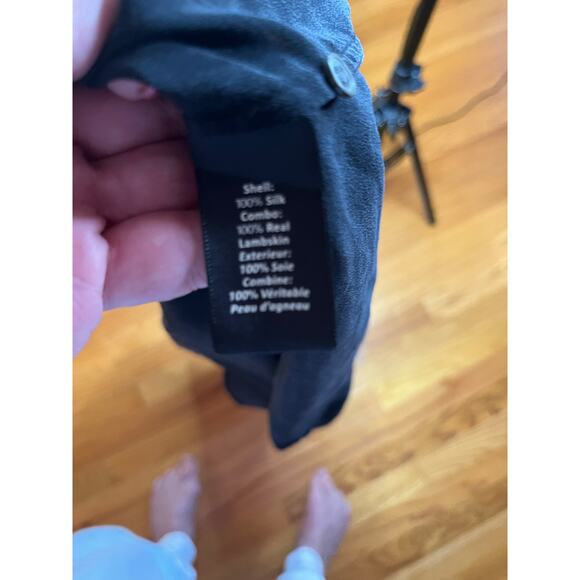 Shell:
100% Silk
Combo:
100% Real
Lambskin
Exterieur:
100% Soie
Combine:
100% Véritable
Peau d'agneau